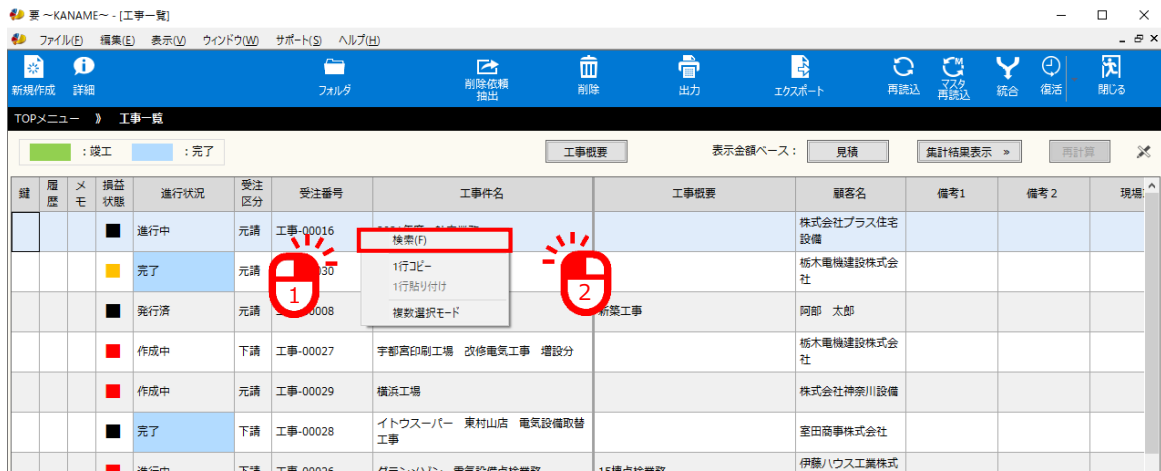 要 ～KANAME～ - [工事一覧]
ファイル(F) 編集(E) 表示(V) ウィンドウ(W) サポート(S) ヘルプ(H)
新規作成 詳細 フォルダ 削除依頼抽出 削除 出力 エクスポート 再読込 マスタ再読込 統合 復活 閉じる
TOPメニュー 》 工事一覧
：竣工 ：完了 工事概要 表示金額ベース： 見積 集計結果表示 » 再計算
鍵 履歴 メモ 損益状態 進行状況 受注区分 受注番号 工事件名 工事概要 顧客名 備考1 備考2 現場
進行中 元請 工事-00016 株式会社プラス住宅設備
検索(F)
完了 元請 30 栃木電機建設株式会社
1行コピー
1行貼り付け
1 2
発行済 元請 0008 新築工事 阿部 太郎
複数選択モード
作成中 下請 工事-00027 宇都宮印刷工場 改修電気工事 増設分 栃木電機建設株式会社
作成中 元請 工事-00029 横浜工場 株式会社神奈川設備
完了 下請 工事-00028 イトウスーパー 東村山店 電気設備取替工事 室田商事株式会社
伊藤ハウス工業株式